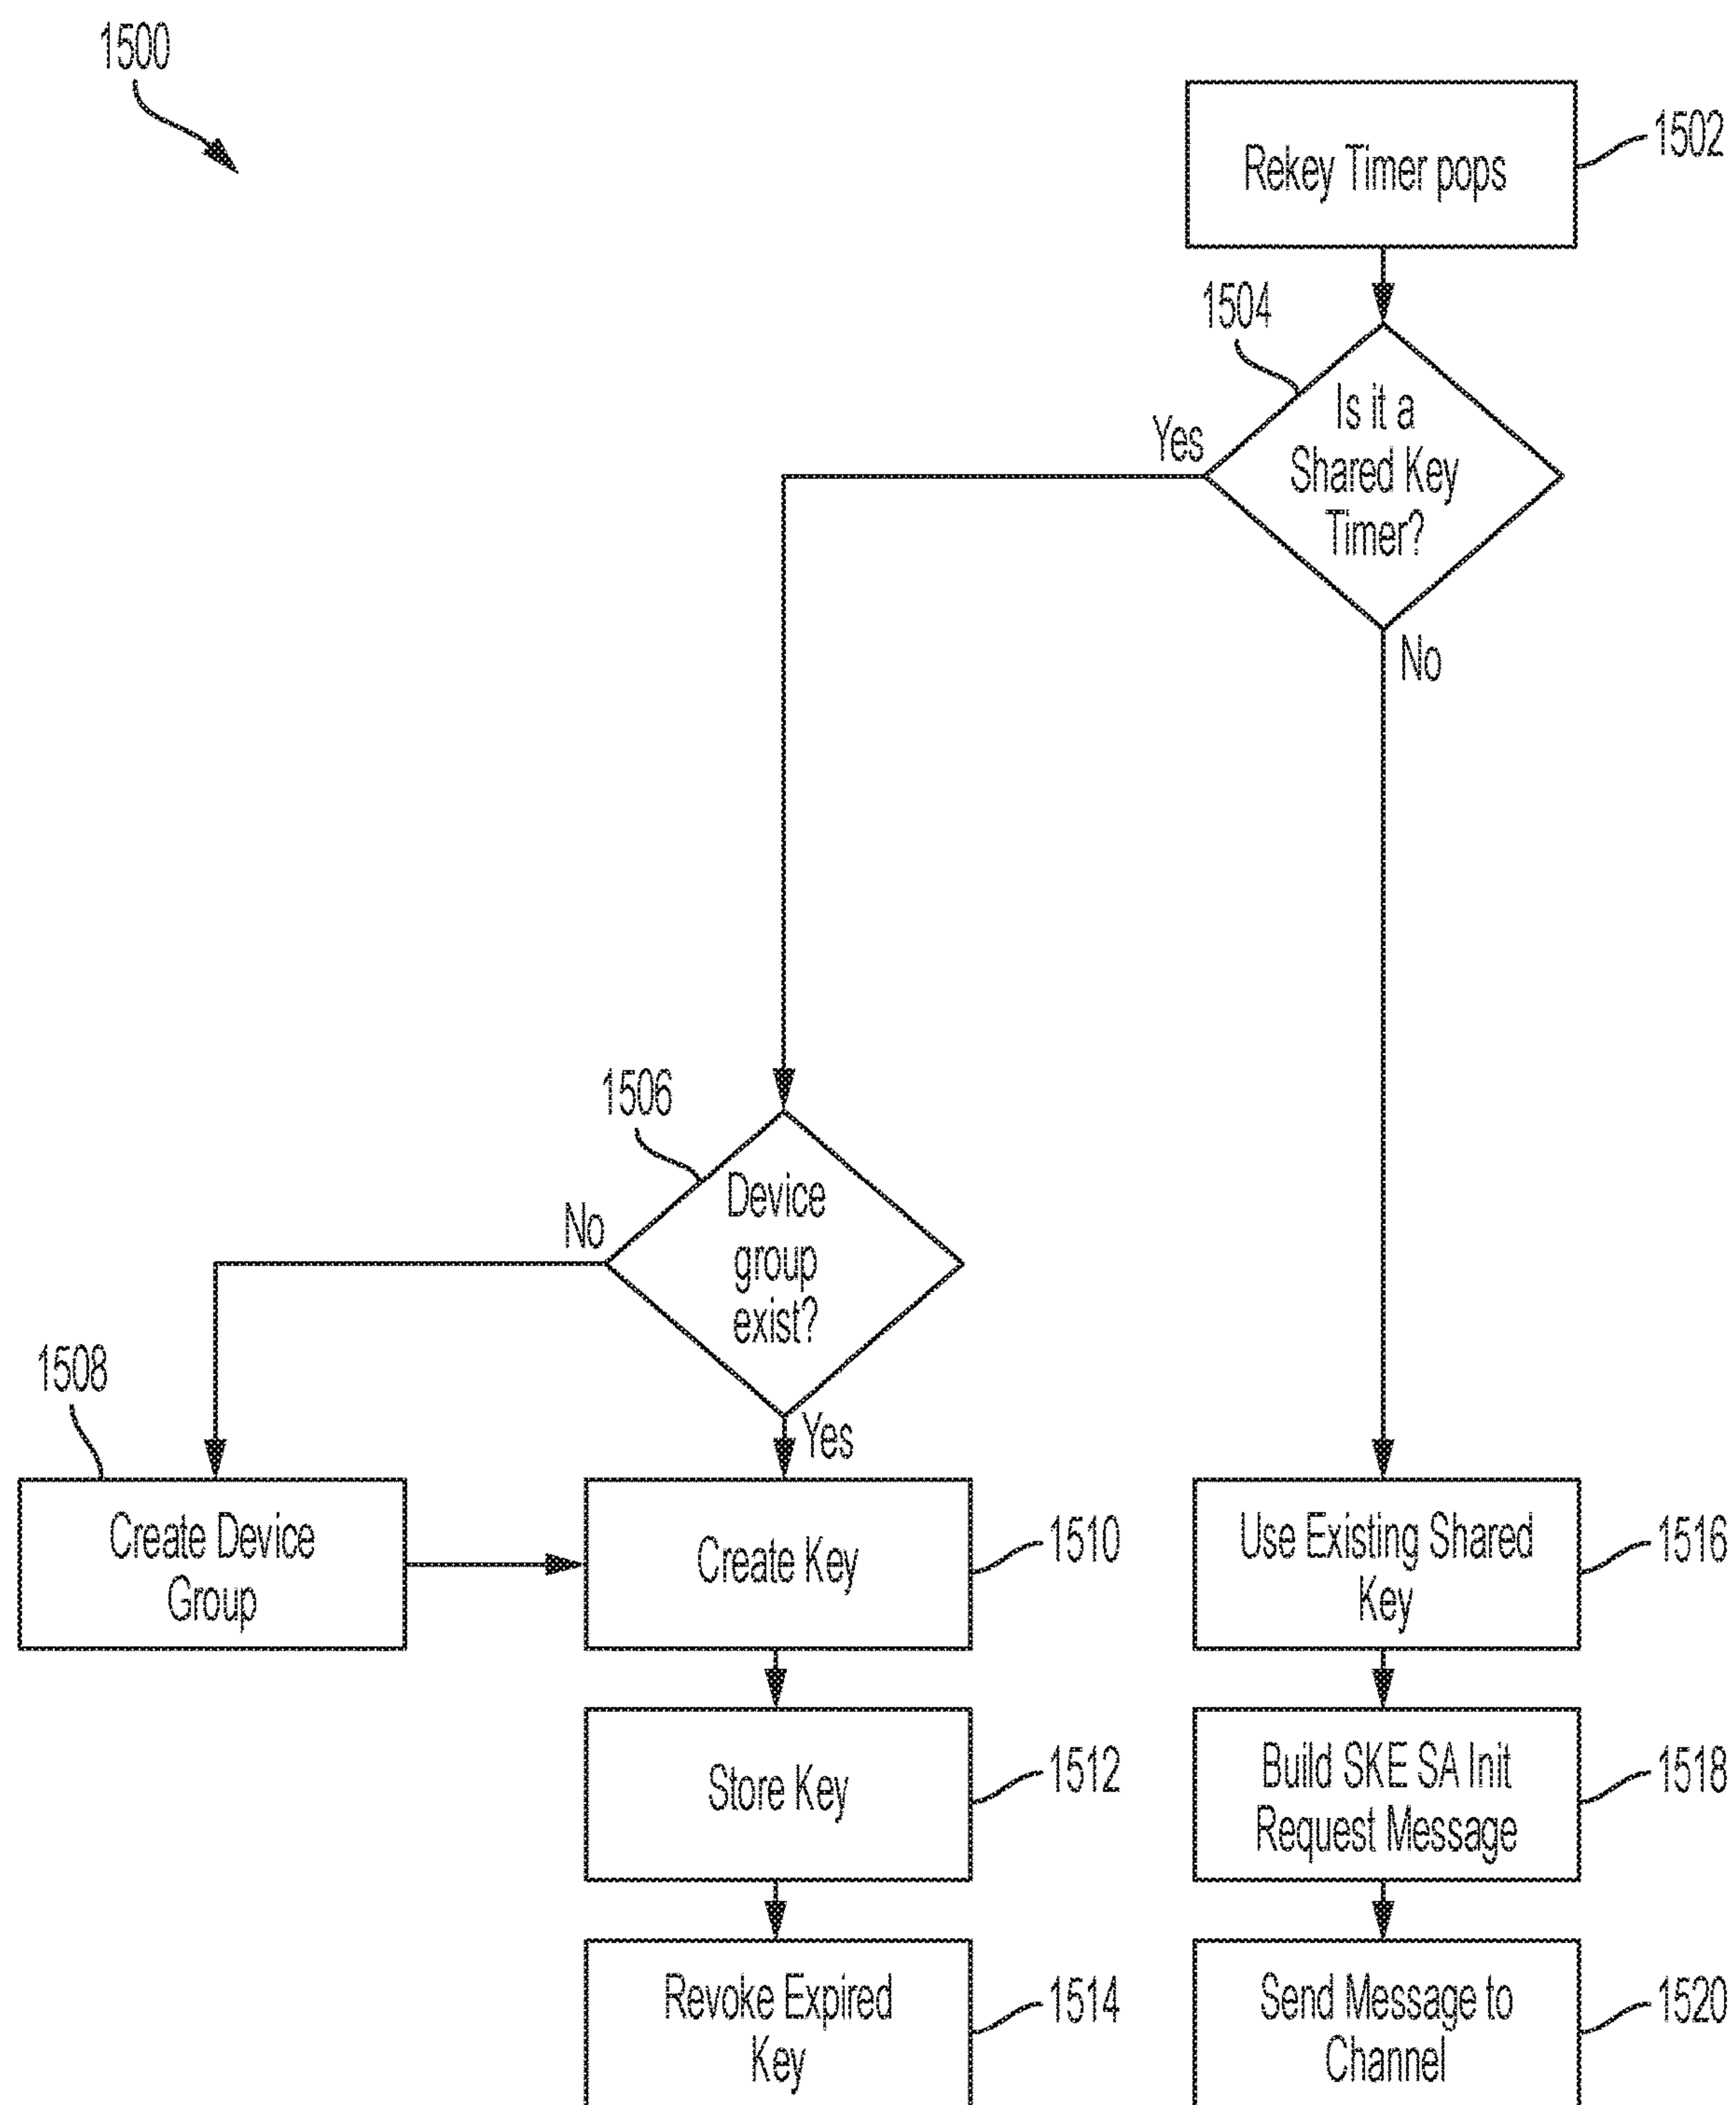 1500
Rekey Timer pops
1502
1504
Is it a
Shared Key
Timer?
Yes
No
1506
Device
group
exist?
No
Yes
1508
Create Device
Group
Create Key
1510
Use Existing Shared
Key
1516
Store Key
1512
Build SKE SA Init
Request Message
1518
Revoke Expired
Key
1514
Send Message to
Channel
1520